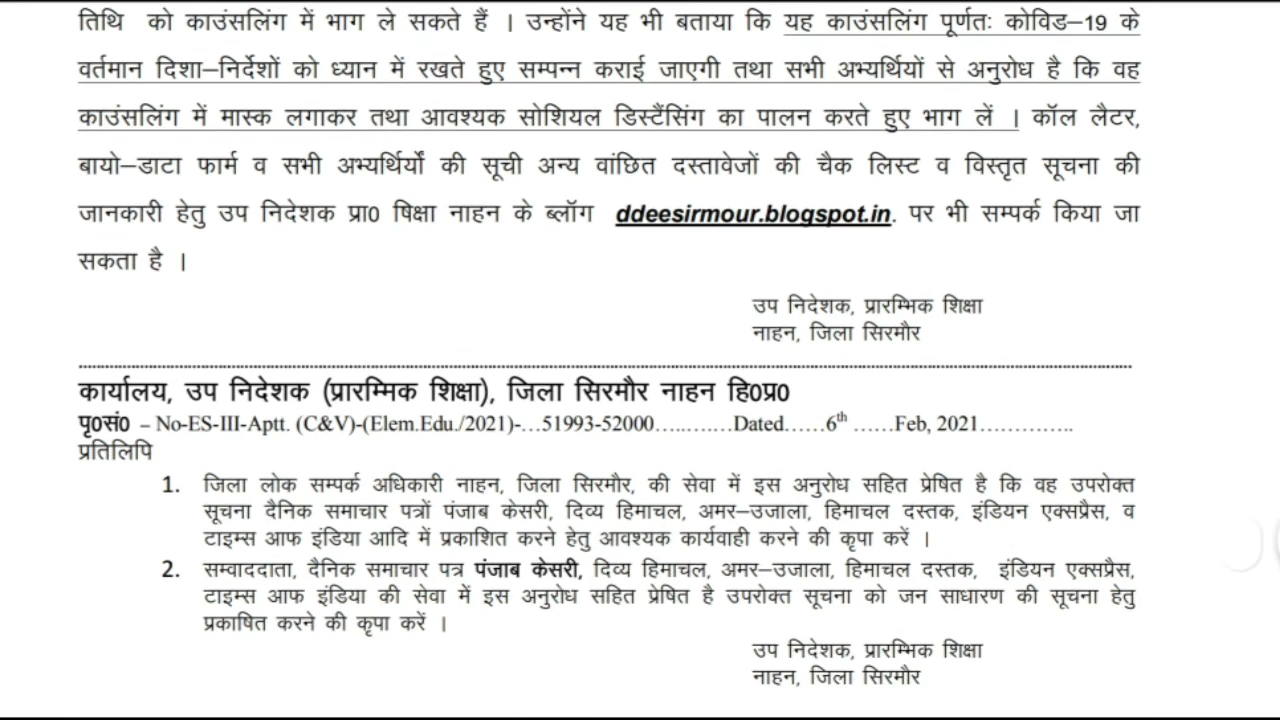 तिथि को काउंसलिंग में भाग ले सकते हैं । उन्होंने यह भी बताया कि यह काउंसलिंग पूर्णतः कोविड–19 के
वर्तमान दिशा–निर्देशों को ध्यान में रखते हुए सम्पन्न कराई जाएगी तथा सभी अभ्यर्थियों से अनुरोध है कि वह
काउंसलिंग में मास्क लगाकर तथा आवश्यक सोशियल डिस्टैंसिंग का पालन करते हुए भाग लें । कॉल लैटर,
बायो–डाटा फार्म व सभी अभ्यर्थियों की सूची अन्य वांछित दस्तावेजों की चैक लिस्ट व विस्तृत सूचना की
जानकारी हेतु उप निदेशक प्रा0 षिक्षा नाहन के ब्लॉग ddeesirmour.blogspot.in. पर भी सम्पर्क किया जा
सकता है ।
उप निदेशक, प्रारम्भिक शिक्षा
नाहन, जिला सिरमौर
कार्यालय, उप निदेशक (प्रारम्मिक शिक्षा), जिला सिरमौर नाहन हि0प्र0
पृ0सं0 – No-ES-III-Aptt. (C&V)-(Elem.Edu./2021)-…51993-52000…..……Dated……6th ……Feb, 2021…………..
प्रतिलिपि
1. जिला लोक सम्पर्क अधिकारी नाहन, जिला सिरमौर, की सेवा में इस अनुरोध सहित प्रेषित है कि वह उपरोक्त
सूचना दैनिक समाचार पत्रों पंजाब केसरी, दिव्य हिमाचल, अमर–उजाला, हिमाचल दस्तक, इंडियन एक्सप्रैस, व
टाइम्स आफ इंडिया आदि में प्रकाशित करने हेतु आवश्यक कार्यवाही करने की कृपा करें ।
2. सम्वाददाता, दैनिक समाचार पत्र पंजाब केसरी, दिव्य हिमाचल, अमर–उजाला, हिमाचल दस्तक, इंडियन एक्सप्रैस,
टाइम्स आफ इंडिया की सेवा में इस अनुरोध सहित प्रेषित है उपरोक्त सूचना को जन साधारण की सूचना हेतु
प्रकाषित करने की कृपा करें ।
उप निदेशक, प्रारम्भिक शिक्षा
नाहन, जिला सिरमौर